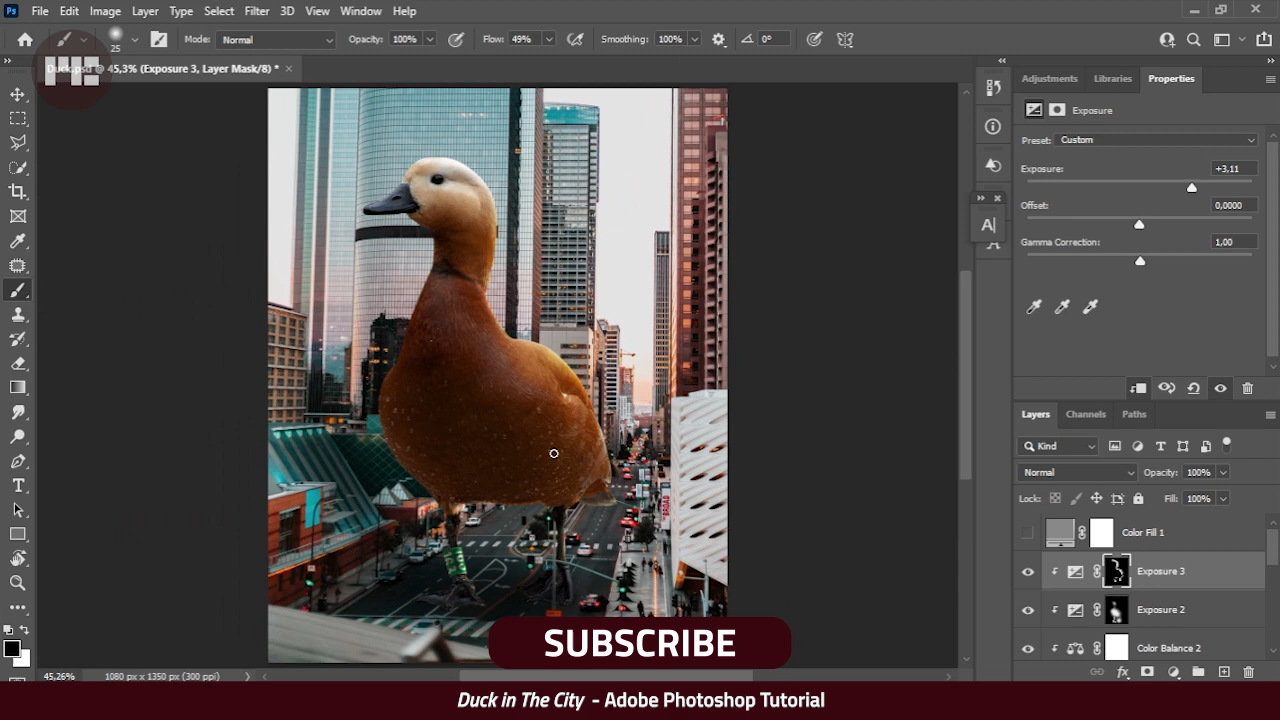 Ps File Edit Image Layer Type Select Filter 3D View Window Help
25 Mode: Normal Opacity: 100% Flow: 49% Smoothing: 100% 0°
Duck.psd @ 45,3% (Exposure 3, Layer Mask/8) * ×
Adjustments Libraries Properties
Exposure
Preset: Custom
Exposure: +3,11
Offset: 0,0000
Gamma Correction: 1,00
Layers Channels Paths
Kind
Normal Opacity: 100%
Lock: Fill: 100%
Color Fill 1
Exposure 3
Exposure 2
Color Balance 2
BROAD
SUBSCRIBE
45,26% 1080 px x 1350 px (300 ppi)
Duck in The City - Adobe Photoshop Tutorial